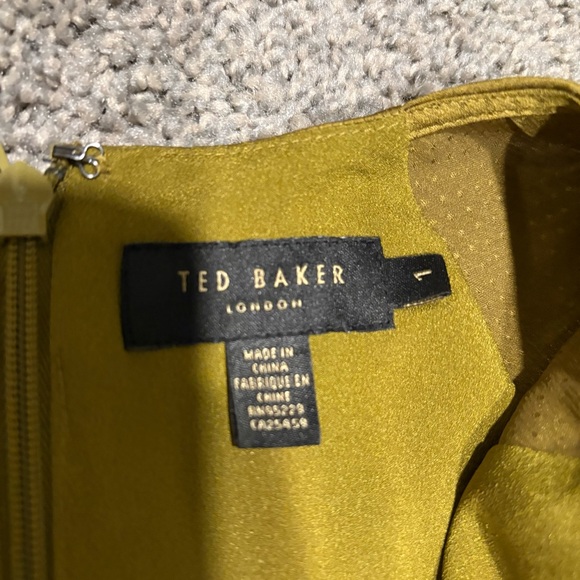 TED BAKER
LONDON
1
MADE IN
CHINA
FABRIQUE EN
CHINE
RN95229
CA25459